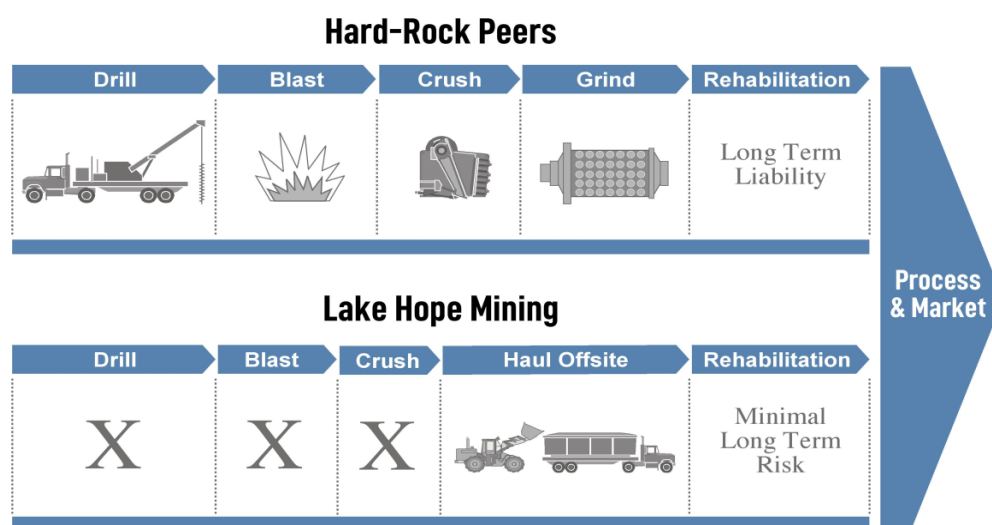 Hard-Rock Peers
Drill
Blast
Crush
Grind
Rehabilitation
Long Term
Liability
Process
& Market
Lake Hope Mining
Drill
Blast
Crush
Haul Offsite
Rehabilitation
X
X
X
Minimal
Long Term
Risk